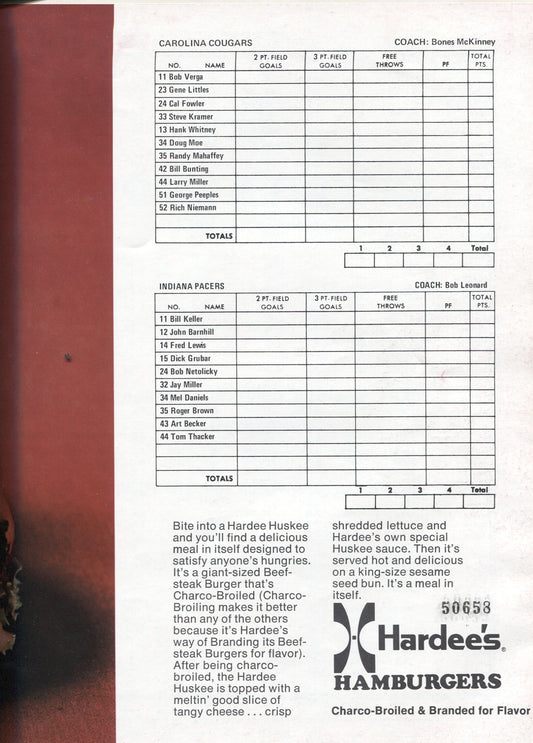 CAROLINA COUGARS COACH: Bones McKinney
NO. NAME 2 PT. FIELD GOALS 3 PT. FIELD GOALS FREE THROWS PF TOTAL PTS.
11 Bob Verga
23 Gene Littles
24 Cal Fowler
33 Steve Kramer
13 Hank Whitney
34 Doug Moe
35 Randy Mahaffey
42 Bill Bunting
44 Larry Miller
51 George Peeples
52 Rich Niemann
TOTALS
1 2 3 4 Total
INDIANA PACERS COACH: Bob Leonard
NO. NAME 2 PT. FIELD GOALS 3 PT. FIELD GOALS FREE THROWS PF TOTAL PTS.
11 Bill Keller
12 John Barnhill
14 Fred Lewis
15 Dick Grubar
24 Bob Netolicky
32 Jay Miller
34 Mel Daniels
35 Roger Brown
43 Art Becker
44 Tom Thacker
TOTALS
1 2 3 4 Total
Bite into a Hardee Huskee
and you'll find a delicious
meal in itself designed to
satisfy anyone's hungries.
It's a giant-sized Beef-
steak Burger that's
Charco-Broiled (Charco-
Broiling makes it better
than any of the others
because it's Hardee's
way of Branding its Beef-
steak Burgers for flavor).
After being charco-
broiled, the Hardee
Huskee is topped with a
meltin' good slice of
tangy cheese . . . crisp
shredded lettuce and
Hardee's own special
Huskee sauce. Then it's
served hot and delicious
on a king-size sesame
seed bun. It's a meal in
itself.
50658
Hardee's®
HAMBURGERS
Charco-Broiled & Branded for Flavor